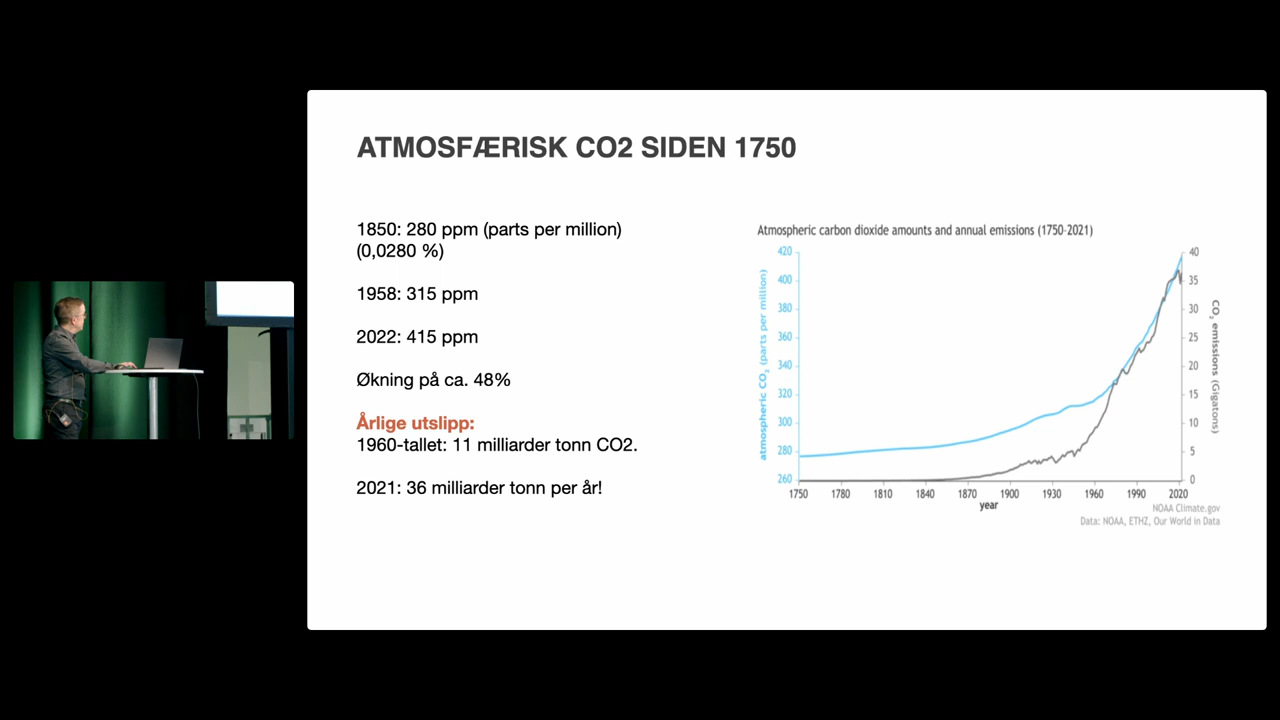 ATMOSFÆRISK CO2 SIDEN 1750
1850: 280 ppm (parts per million)
(0,0280 %)
1958: 315 ppm
2022: 415 ppm
Økning på ca. 48%
Årlige utslipp:
1960-tallet: 11 milliarder tonn CO2.
2021: 36 milliarder tonn per år!
Atmospheric carbon dioxide amounts and annual emissions (1750-2021)
atmospheric CO2 (parts per million)
420
400
380
360
340
320
300
280
260
40
35
30
25
20
15
10
5
0
CO2 emissions (Gigatons)
1750 1780 1810 1840 1870 1900 1930 1960 1990 2020
year
NOAA Climate.gov
Data: NOAA, ETHZ, Our World in Data